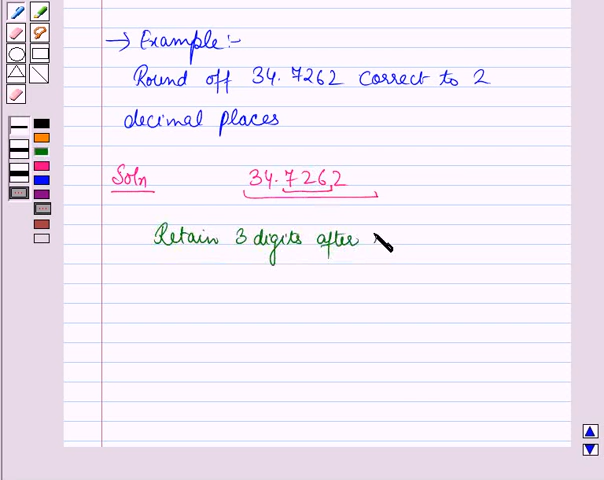 → Example:-
Round off 34.7262 correct to 2
decimal places
Soln 34.7262
Retain 3 digits after